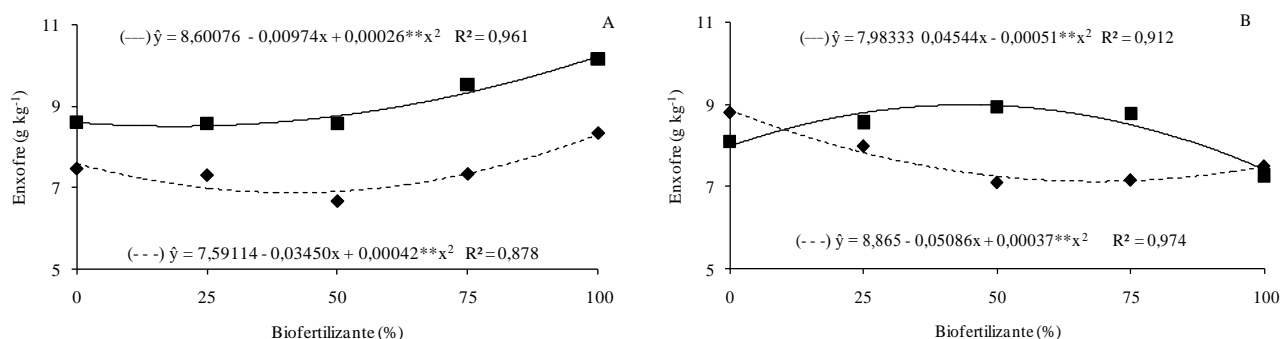 A
(—) ŷ = 8,60076 - 0,00974x + 0,00026**x² R² = 0,961
11
9
7
5
Enxofre (g kg⁻¹)
(- - -) ŷ = 7,59114 - 0,03450x + 0,00042**x² R² = 0,878
0 25 50 75 100
Biofertilizante (%)
B
(—) ŷ = 7,98333 0,04544x - 0,00051**x² R² = 0,912
11
9
7
5
Enxofre (g kg⁻¹)
(- - -) ŷ = 8,865 - 0,05086x + 0,00037**x² R² = 0,974
0 25 50 75 100
Biofertilizante (%)